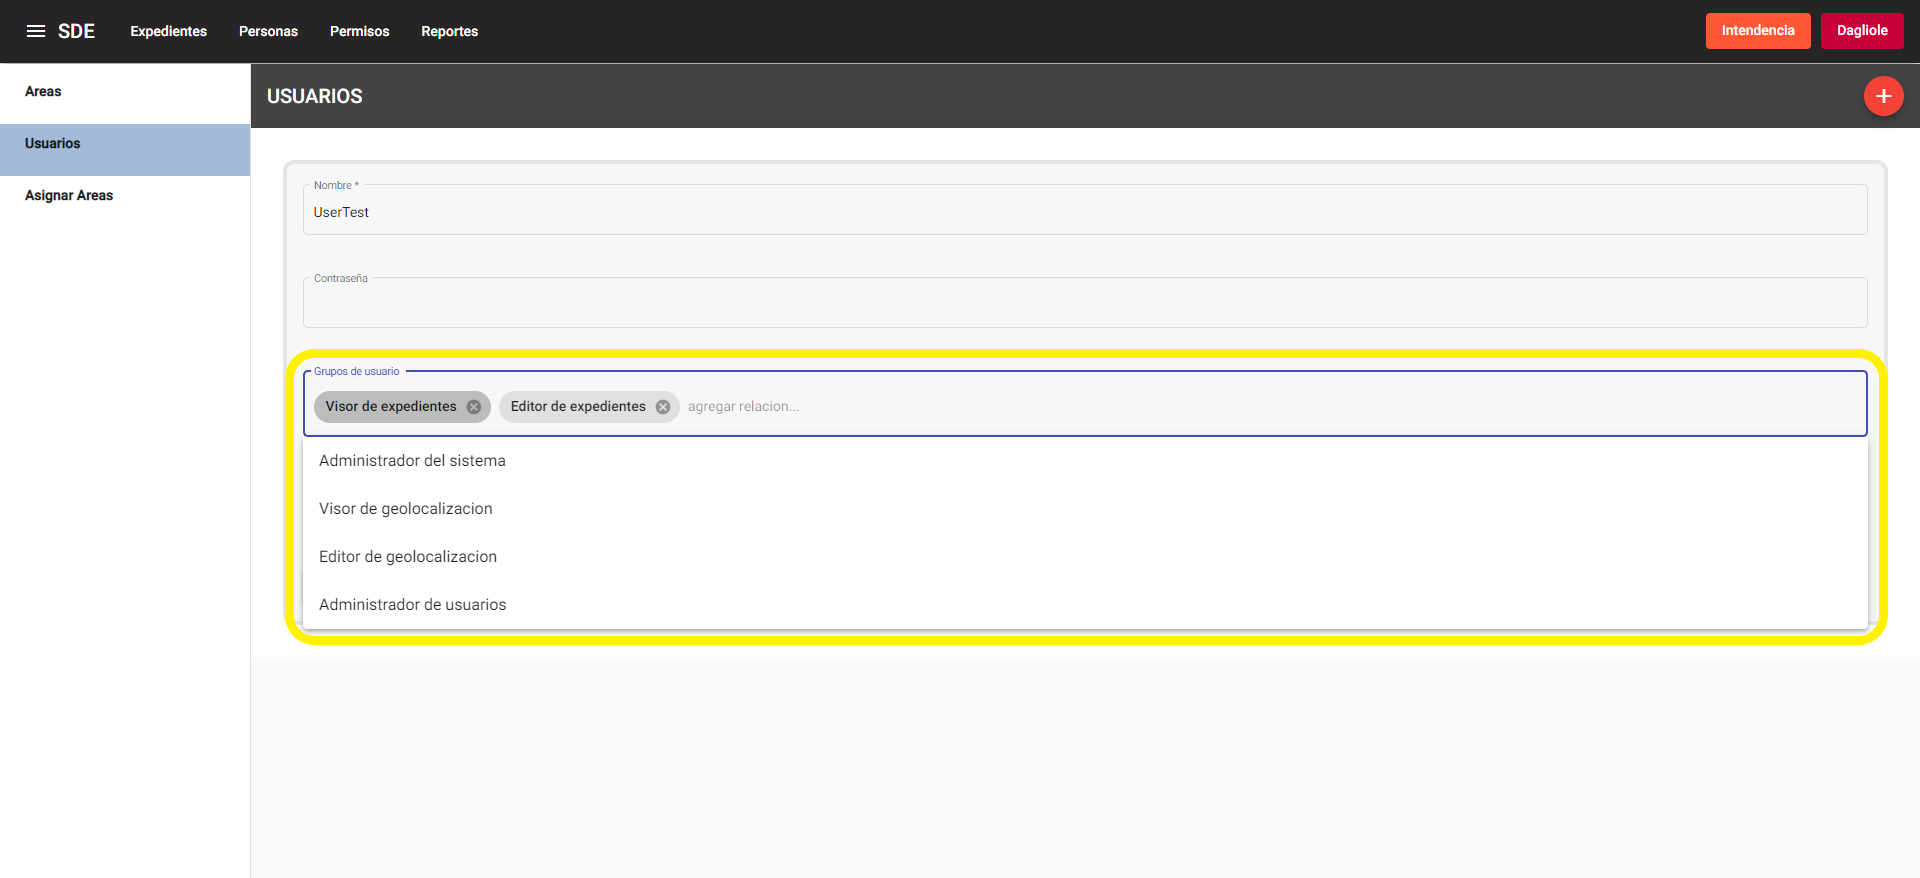 SDE Expedientes Personas Permisos Reportes Intendencia Dagliole
Areas
Usuarios
Asignar Areas
USUARIOS
Nombre *
UserTest
Contraseña
Grupos de usuario
Visor de expedientes Editor de expedientes agregar relacion...
Administrador del sistema
Visor de geolocalizacion
Editor de geolocalizacion
Administrador de usuarios